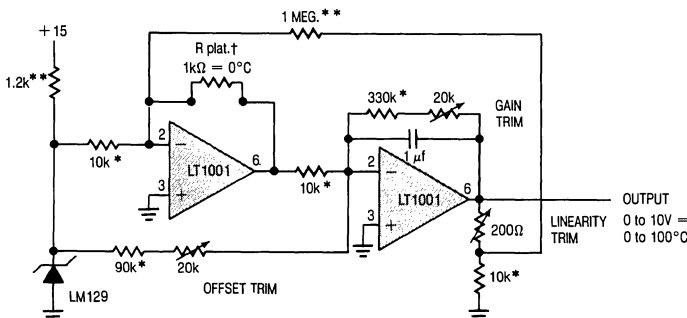 1 MEG.**
+15
R plat.†
1kΩ = 0°C
1.2k**
330k*
20k
GAIN
TRIM
2
10k*
LT1001
6.
3
1 µf
10k*
2
LT1001
6
3
OUTPUT
LINEARITY
TRIM
200Ω
0 to 10V =
0 to 100°C
90k*
20k
10k*
LM129
OFFSET TRIM